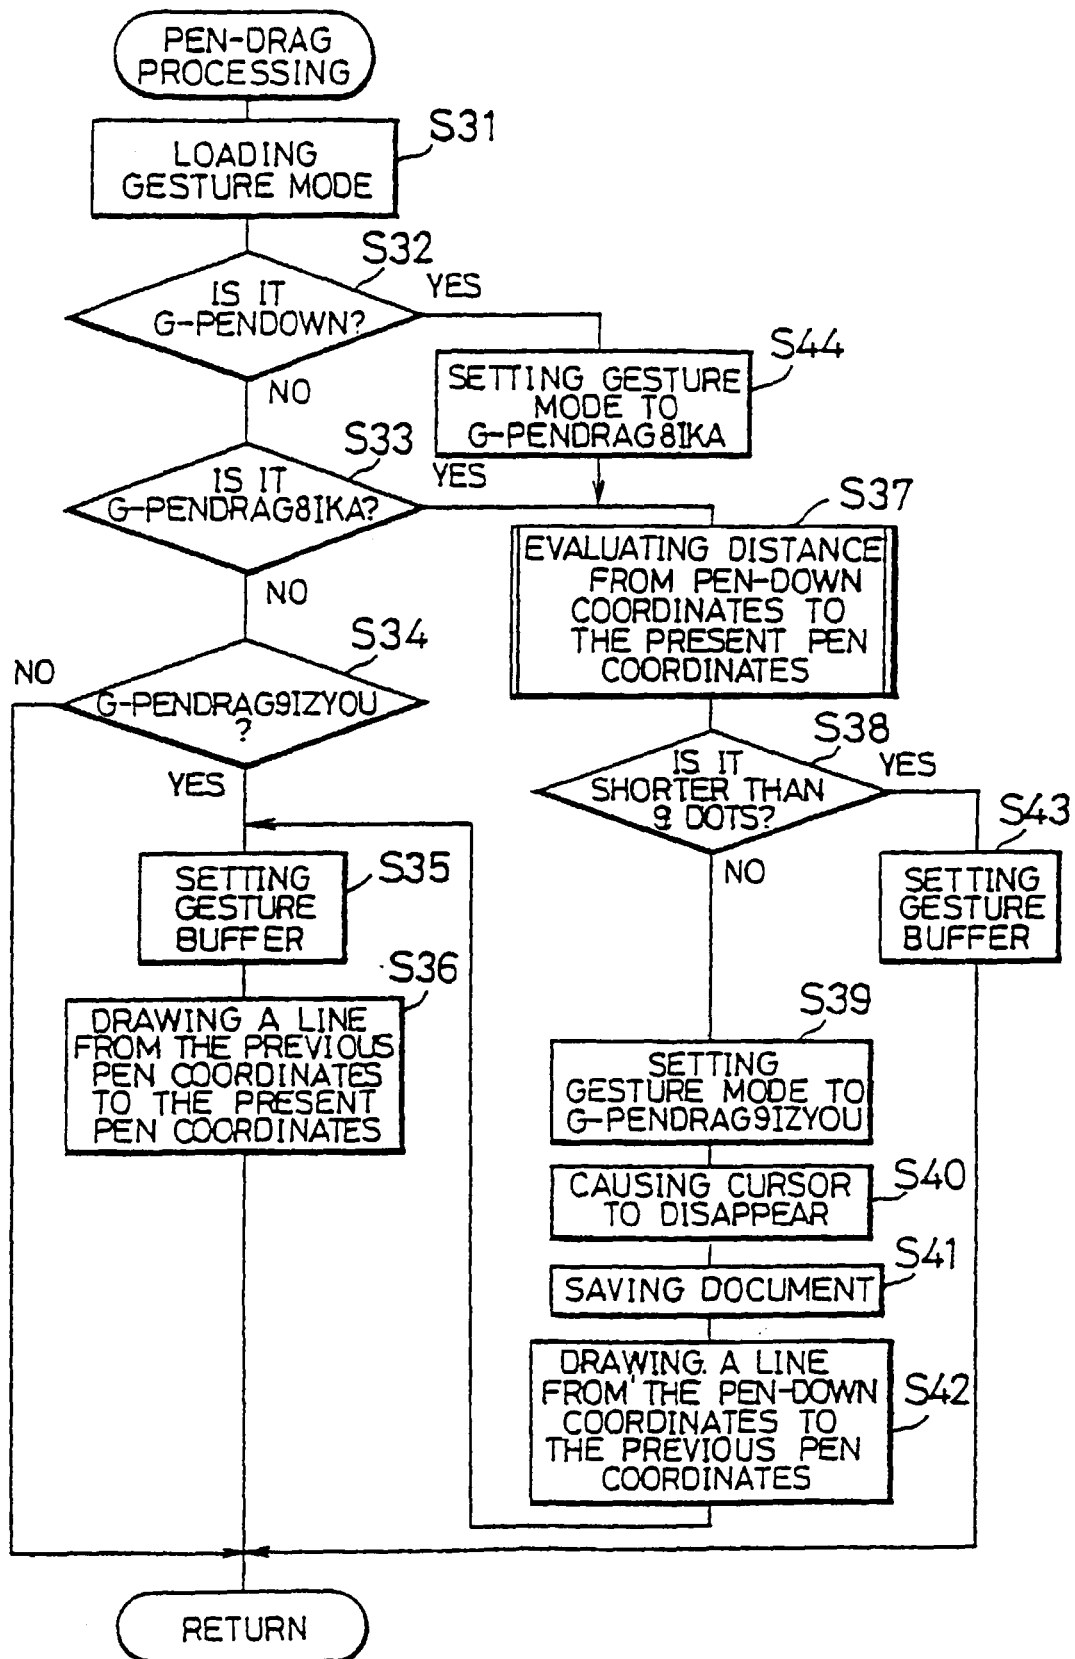 PEN-DRAG
PROCESSING
S31
LOADING
GESTURE MODE
S32
IS IT
G-PENDOWN?
YES
NO
S44
SETTING GESTURE
MODE TO
G-PENDRAG8IKA
S33
IS IT
G-PENDRAG8IKA?
YES
NO
S37
EVALUATING DISTANCE
FROM PEN-DOWN
COORDINATES TO
THE PRESENT PEN
COORDINATES
S34
NO
G-PENDRAG9IZYOU
?
YES
S38
IS IT
SHORTER THAN
9 DOTS?
YES
NO
S43
SETTING
GESTURE
BUFFER
S35
SETTING
GESTURE
BUFFER
S36
DRAWING A LINE
FROM THE PREVIOUS
PEN COORDINATES
TO THE PRESENT
PEN COORDINATES
S39
SETTING
GESTURE MODE TO
G-PENDRAG9IZYOU
S40
CAUSING CURSOR
TO DISAPPEAR
S41
SAVING DOCUMENT
S42
DRAWING A LINE
FROM THE PEN-DOWN
COORDINATES TO
THE PREVIOUS PEN
COORDINATES
RETURN